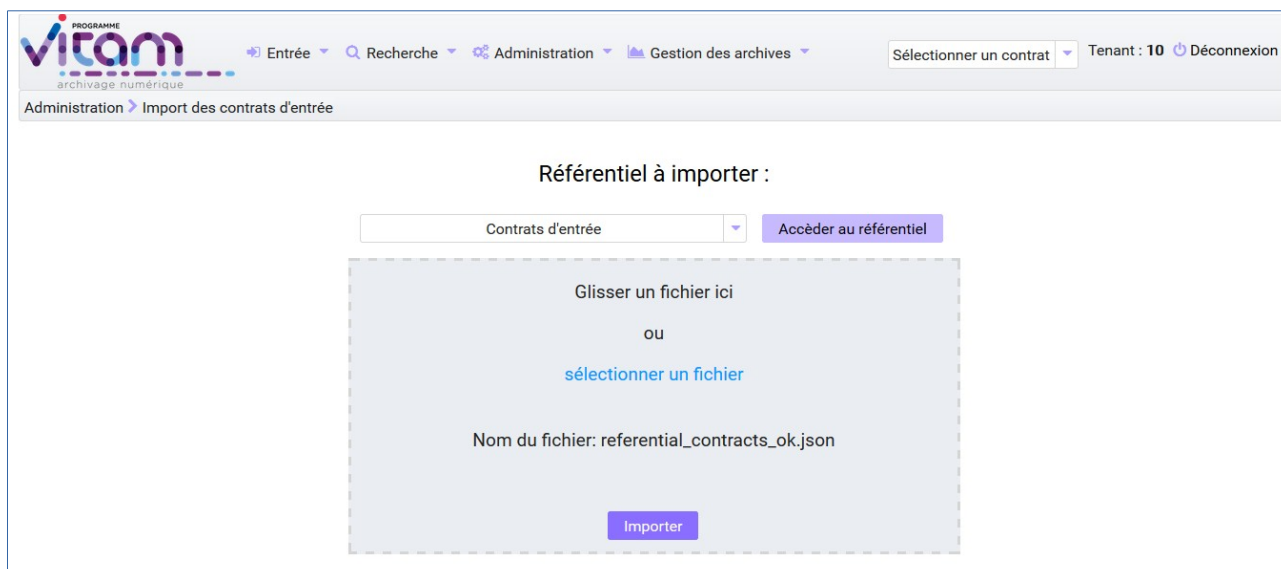 PROGRAMME
vitam
archivage numérique
Entrée Recherche Administration Gestion des archives Sélectionner un contrat Tenant : 10 Déconnexion
Administration Import des contrats d'entrée
Référentiel à importer :
Contrats d'entrée Accèder au référentiel
Glisser un fichier ici
ou
sélectionner un fichier
Nom du fichier: referential_contracts_ok.json
Importer